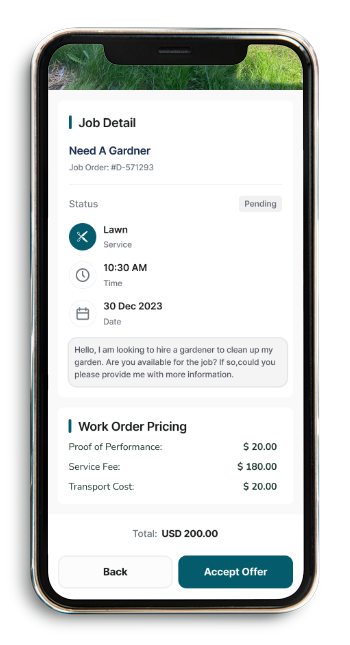 Job Detail
Need A Gardner
Job Order: #D-571293
Status Pending
Lawn
Service
10:30 AM
Time
30 Dec 2023
Date
Hello, I am looking to hire a gardener to clean up my
garden. Are you available for the job? If so,could you
please provide me with more information.
Work Order Pricing
Proof of Performance: $ 20.00
Service Fee: $ 180.00
Transport Cost: $ 20.00
Total: USD 200.00
Back Accept Offer